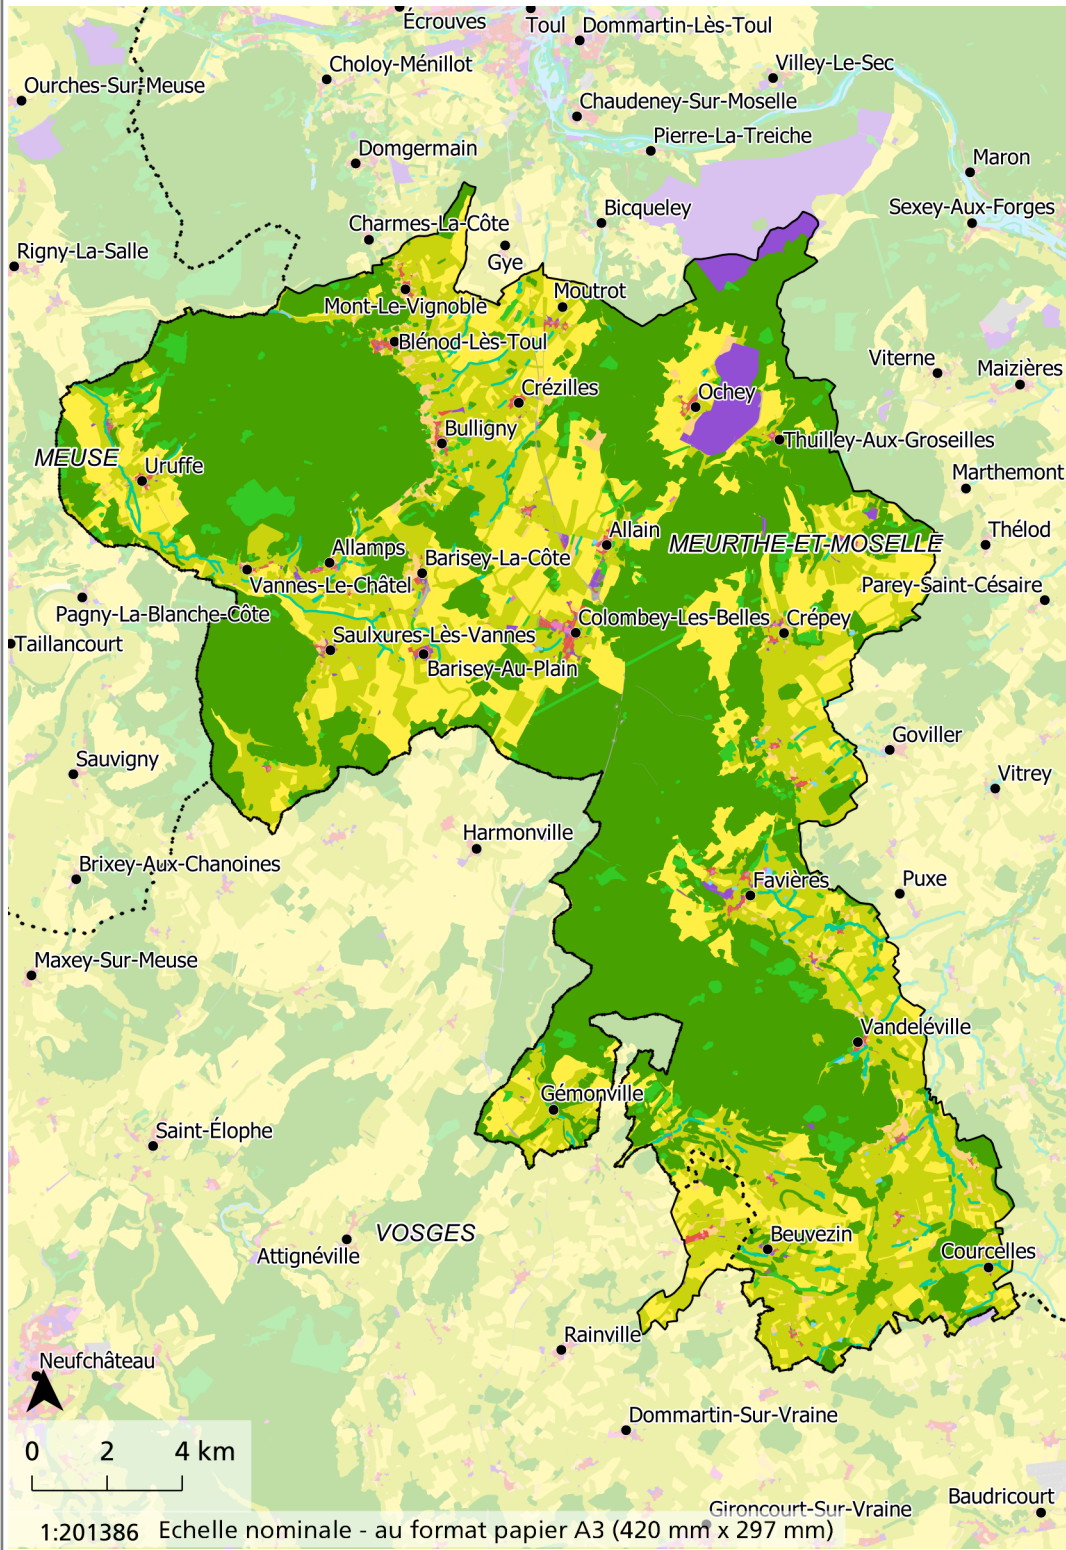 Écrouves
Toul
Dommartin-Lès-Toul
Choloy-Ménillot
Villey-Le-Sec
Ourches-Sur-Meuse
Chaudeney-Sur-Moselle
Pierre-La-Treiche
Domgermain
Maron
Bicqueley
Sexey-Aux-Forges
Charmes-La-Côte
Rigny-La-Salle
Gye
Moutrot
Mont-Le-Vignoble
Blénod-Lès-Toul
Viterne
Maizières
Crézilles
Ochey
Bulligny
Thuilley-Aux-Groseilles
MEUSE
Uruffe
Marthemont
Allain
Thélod
MEURTHE-ET-MOSELLE
Allamps
Barisey-La-Côte
Vannes-Le-Châtel
Parey-Saint-Césaire
Pagny-La-Blanche-Côte
Colombey-Les-Belles
Crépey
Taillancourt
Saulxures-Lès-Vannes
Barisey-Au-Plain
Goviller
Sauvigny
Vitrey
Harmonville
Brixey-Aux-Chanoines
Favières
Puxe
Maxey-Sur-Meuse
Vandeléville
Gémonville
Saint-Élophe
VOSGES
Beuvezin
Attignéville
Courcelles
Rainville
Neufchâteau
Dommartin-Sur-Vraine
0 2 4 km
Baudricourt
Gironcourt-Sur-Vraine
1:201386 Echelle nominale - au format papier A3 (420 mm x 297 mm)